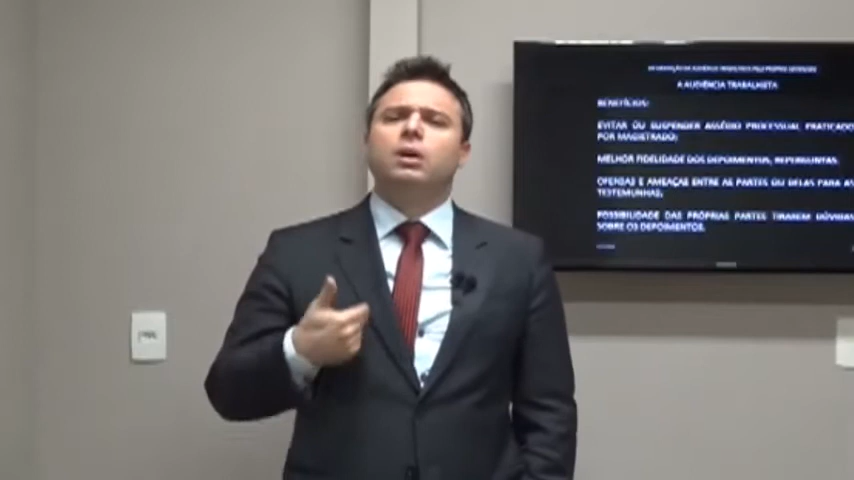 A AUDIÊNCIA TRABALHISTA
BENEFÍCIOS:
EVITAR OU SUSPENDER ASSÉDIO PROCESSUAL PRATICADO
POR MAGISTRADO;
MELHOR FIDELIDADE DOS DEPOIMENTOS, REPERGUNTAS.
OFENSAS E AMEAÇAS ENTRE AS PARTES OU DELAS PARA AS
TESTEMUNHAS;
POSSIBILIDADE DAS PRÓPRIAS PARTES TIRAREM DÚVIDAS
SOBRE OS DEPOIMENTOS.